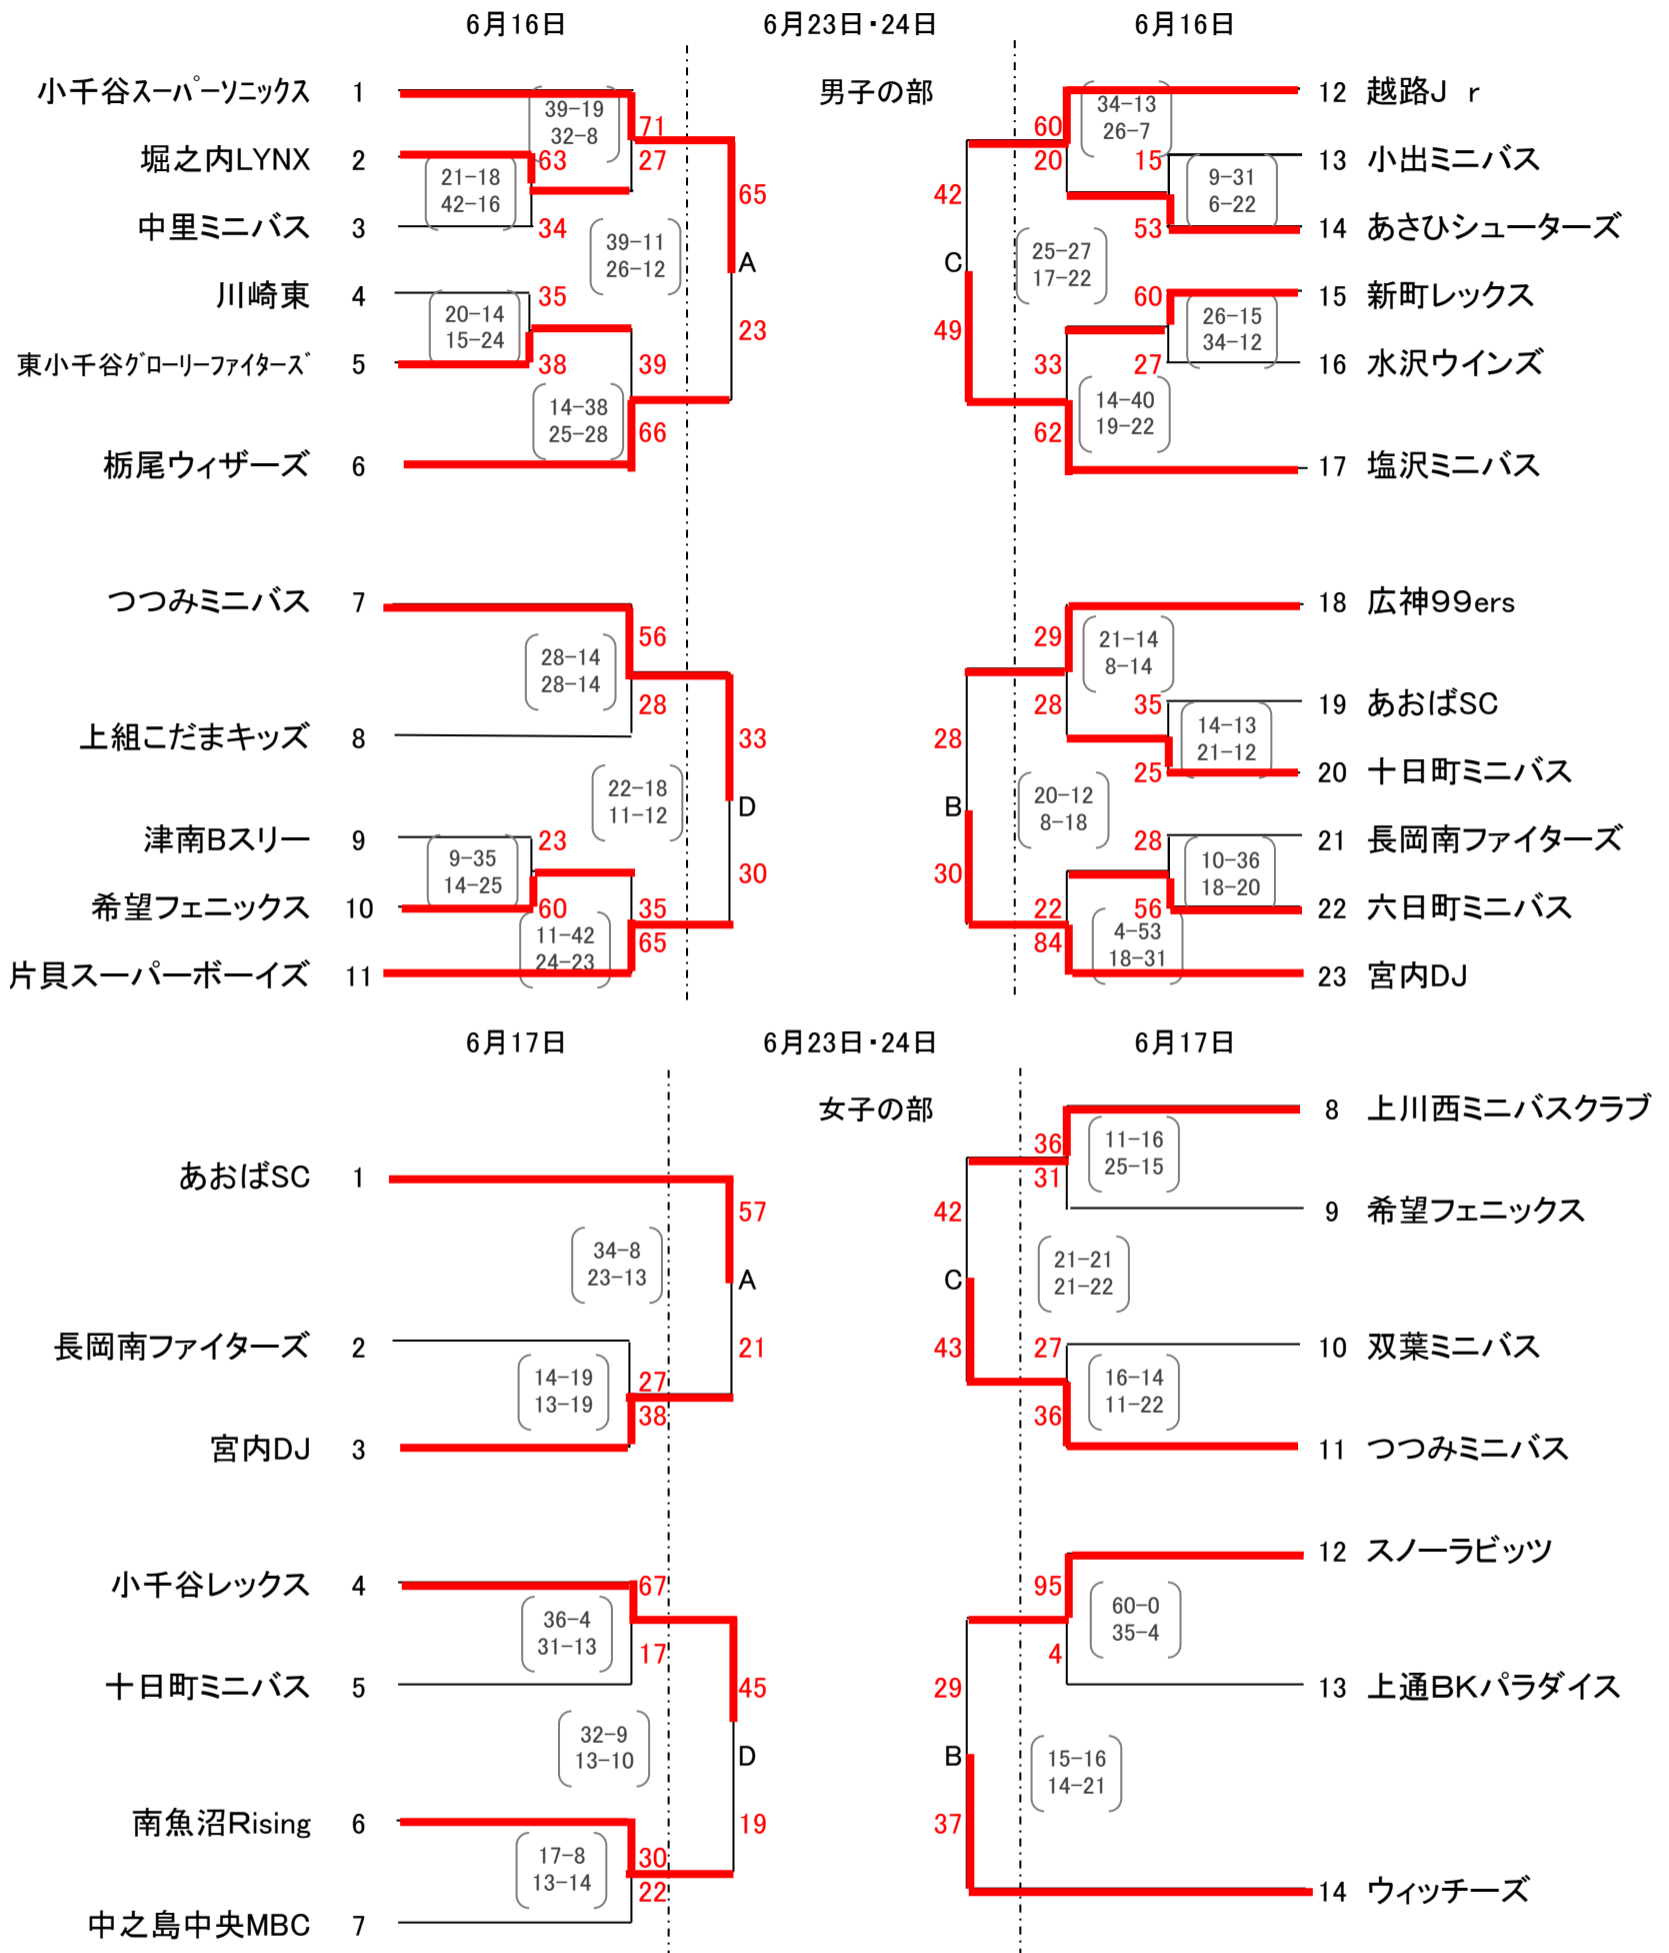 6月16日 6月23日・24日 6月16日
小千谷スーパーソニックス 1 男子の部 12 越路Jｒ
39-19 34-13
32-8 71 60 26-7
堀之内LYNX 2 63 27 20 15 13 小出ミニバス
21-18 9-31
42-16 65 42 6-22
中里ミニバス 3 34 53 14 あさひシューターズ
39-11 25-27
26-12 A C 17-22
川崎東 4 35 60 15 新町レックス
20-14 26-15
15-24 23 49 34-12
東小千谷グローリーファイターズ 5 38 39 33 27 16 水沢ウインズ
14-38 14-40
25-28 66 62 19-22
栃尾ウィザーズ 6 17 塩沢ミニバス
つつみミニバス 7 18 広神99ers
56 29
28-14 21-14
28-14 8-14
28 28 35 19 あおばSC
上組こだまキッズ 8 33 28 14-13
21-12
25 20 十日町ミニバス
22-18 20-12
11-12 D B 8-18
津南Bスリー 9 23 28 21 長岡南ファイターズ
9-35 10-36
14-25 30 30 18-20
希望フェニックス 10 60 35 22 56 22 六日町ミニバス
11-42 65 84 4-53
24-23 18-31
片貝スーパーボーイズ 11 23 宮内DJ
6月17日 6月23日・24日 6月17日
女子の部 8 上川西ミニバスクラブ
36 11-16
25-15
あおばSC 1 31
57 42 9 希望フェニックス
34-8 21-21
23-13 A C 21-22
長岡南ファイターズ 2 21 43 27 10 双葉ミニバス
14-19 27 16-14
13-19 38 36 11-22
宮内DJ 3 11 つつみミニバス
12 スノーラビッツ
小千谷レックス 4 67 95
36-4 60-0
31-13 17 4 35-4
十日町ミニバス 5 45 29 13 上通BKパラダイス
32-9 15-16
13-10 D B 14-21
南魚沼Rising 6 19 37
17-8 30
13-14 22 14 ウィッチーズ
中之島中央MBC 7